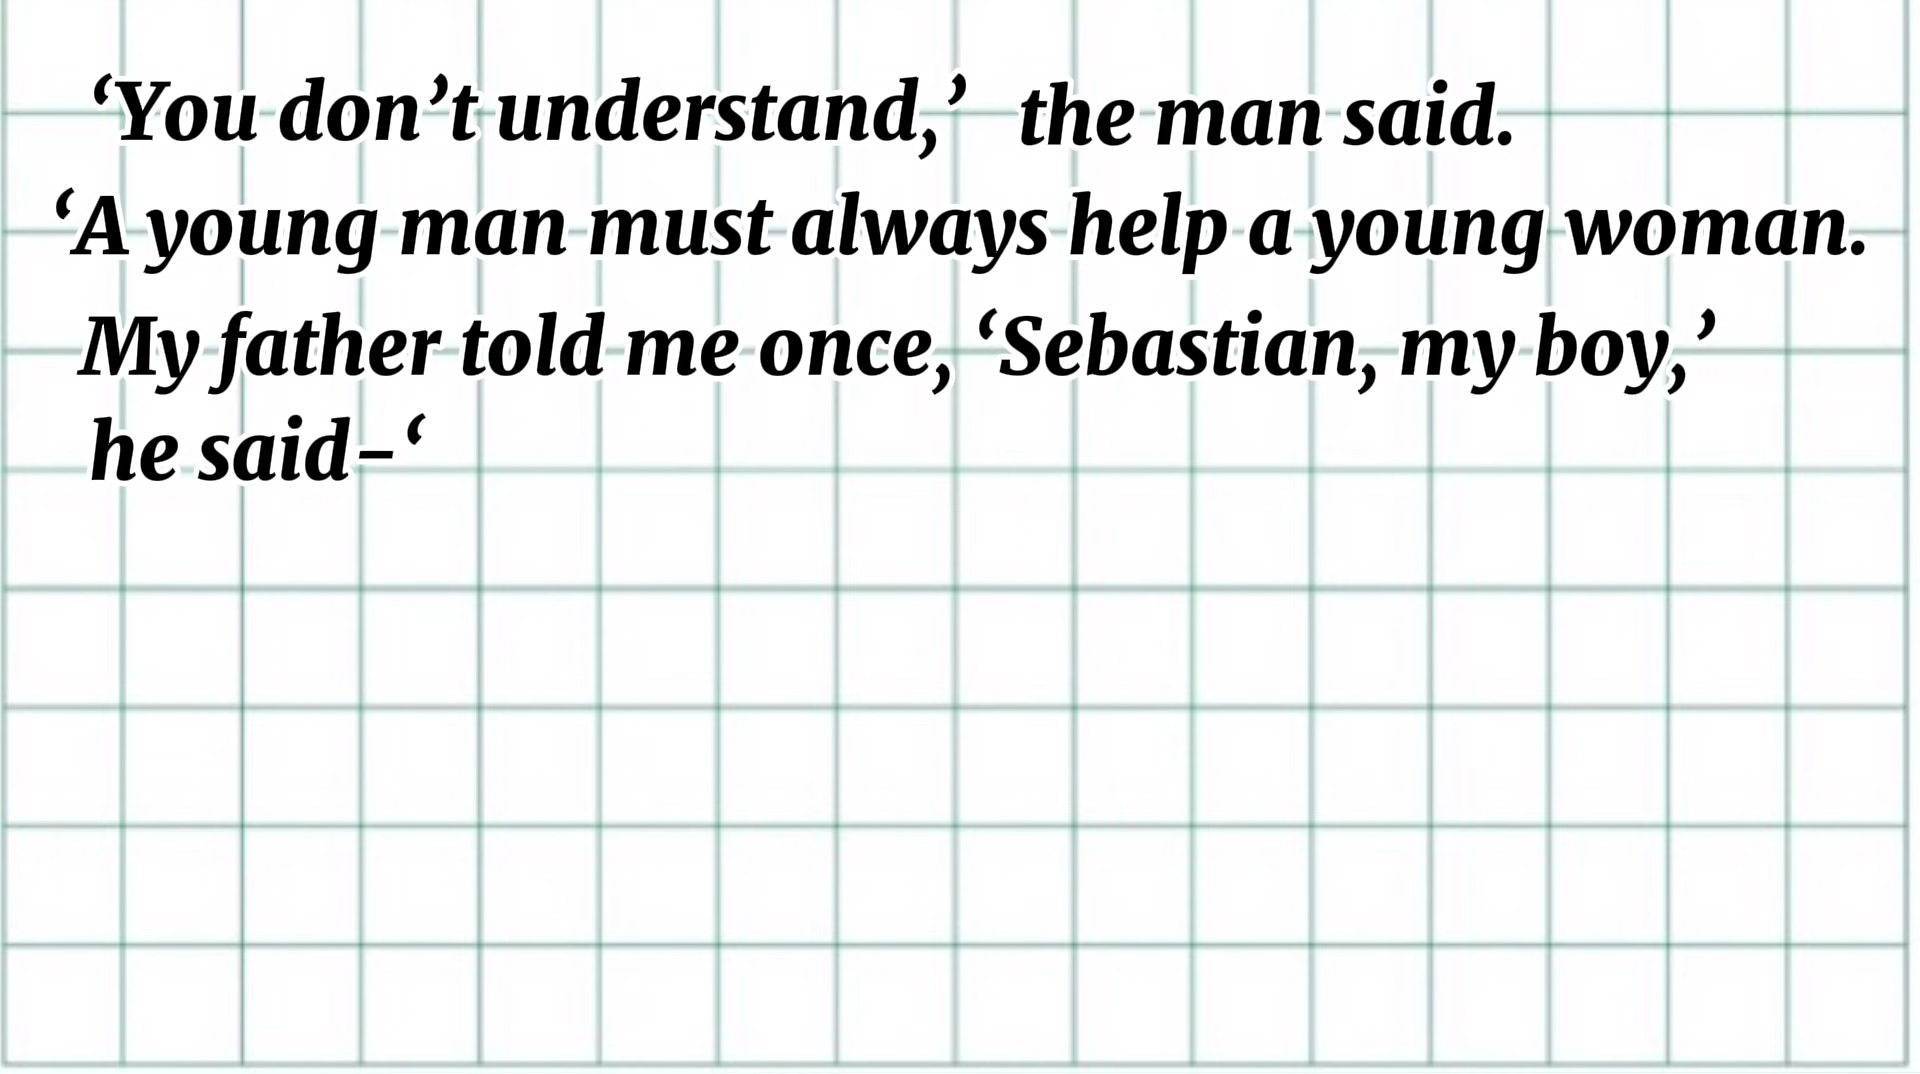 ‘You don’t understand,’ the man said.
‘A young man must always help a young woman.
My father told me once, ‘Sebastian, my boy,’
he said–‘